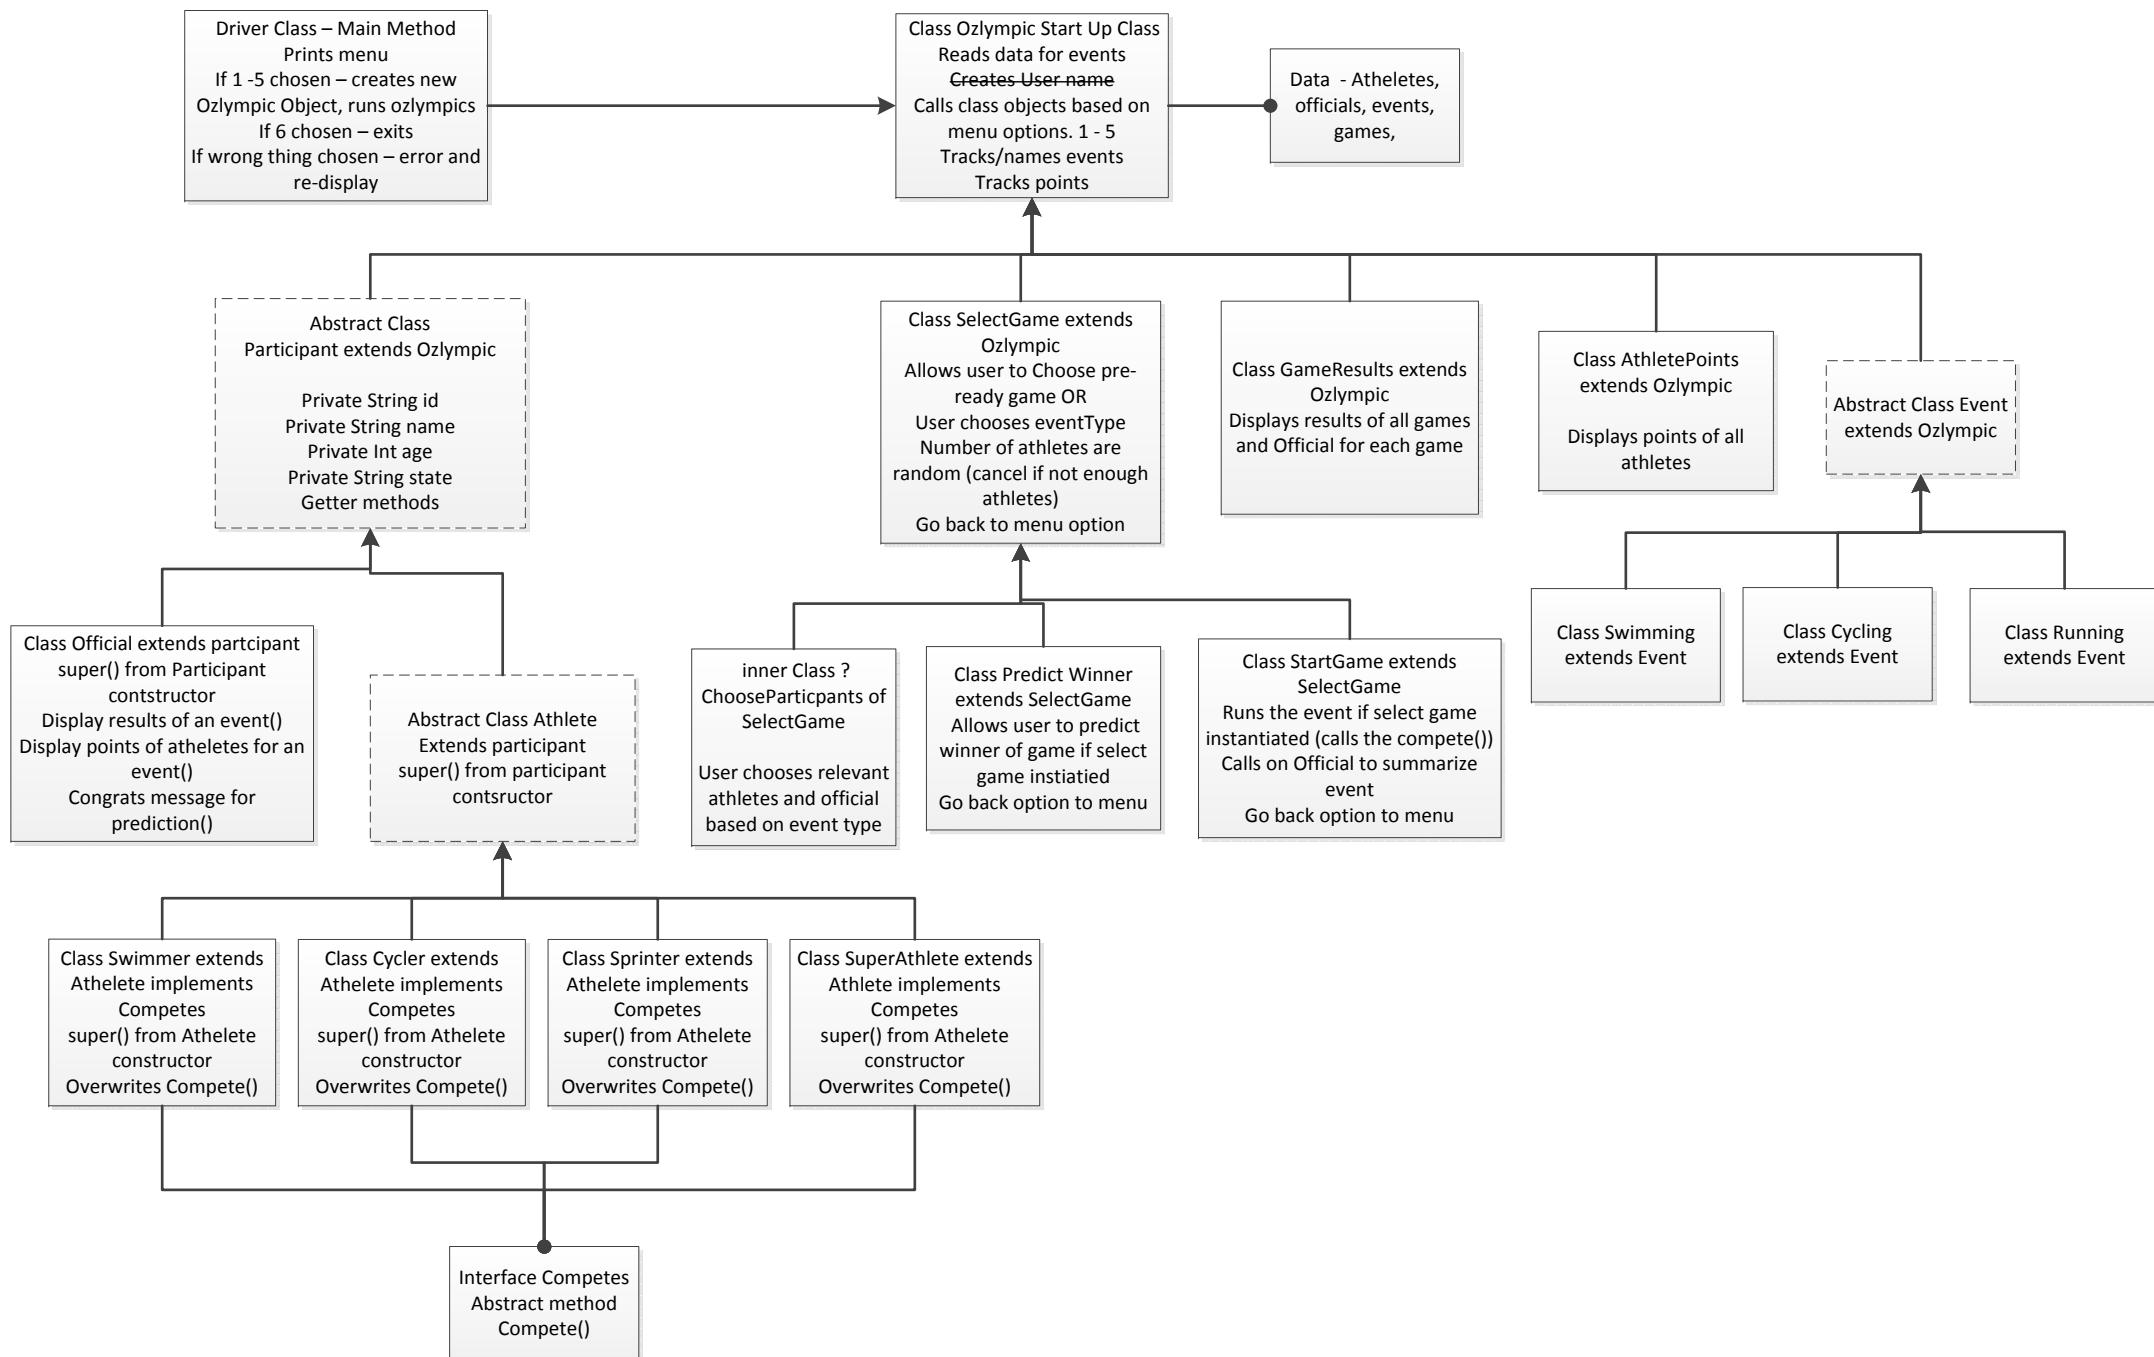 Driver Class – Main Method
Prints menu
If 1 -5 chosen – creates new
Ozlympic Object, runs ozlympics
If 6 chosen – exits
If wrong thing chosen – error and
re-display
Class Ozlympic Start Up Class
Reads data for events
Creates User name
Calls class objects based on
menu options. 1 - 5
Tracks/names events
Tracks points
Data - Atheletes,
officials, events,
games,
Abstract Class
Participant extends Ozlympic
Private String id
Private String name
Private Int age
Private String state
Getter methods
Class SelectGame extends
Ozlympic
Allows user to Choose pre-
ready game OR
User chooses eventType
Number of athletes are
random (cancel if not enough
athletes)
Go back to menu option
Class GameResults extends
Ozlympic
Displays results of all games
and Official for each game
Class AthletePoints
extends Ozlympic
Displays points of all
athletes
Abstract Class Event
extends Ozlympic
Class Official extends partcipant
super() from Participant
contstructor
Display results of an event()
Display points of atheletes for an
event()
Congrats message for
prediction()
Abstract Class Athlete
Extends participant
super() from participant
contsructor
inner Class ?
ChooseParticpants of
SelectGame
User chooses relevant
athletes and official
based on event type
Class Predict Winner
extends SelectGame
Allows user to predict
winner of game if select
game instiatied
Go back option to menu
Class StartGame extends
SelectGame
Runs the event if select game
instantiated (calls the compete())
Calls on Official to summarize
event
Go back option to menu
Class Swimming
extends Event
Class Cycling
extends Event
Class Running
extends Event
Class Swimmer extends
Athelete implements
Competes
super() from Athelete
constructor
Overwrites Compete()
Class Cycler extends
Athelete implements
Competes
super() from Athelete
constructor
Overwrites Compete()
Class Sprinter extends
Athelete implements
Competes
super() from Athelete
constructor
Overwrites Compete()
Class SuperAthlete extends
Athlete implements
Competes
super() from Athelete
constructor
Overwrites Compete()
Interface Competes
Abstract method
Compete()